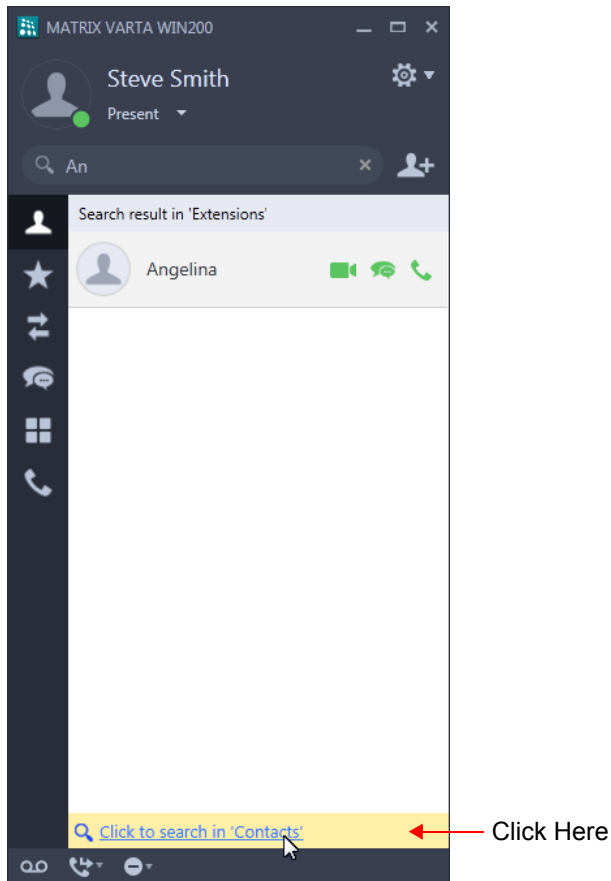 MATRIX VARTA WIN200
Steve Smith
Present
An
Search result in 'Extensions'
Angelina
Click to search in 'Contacts'
Click Here